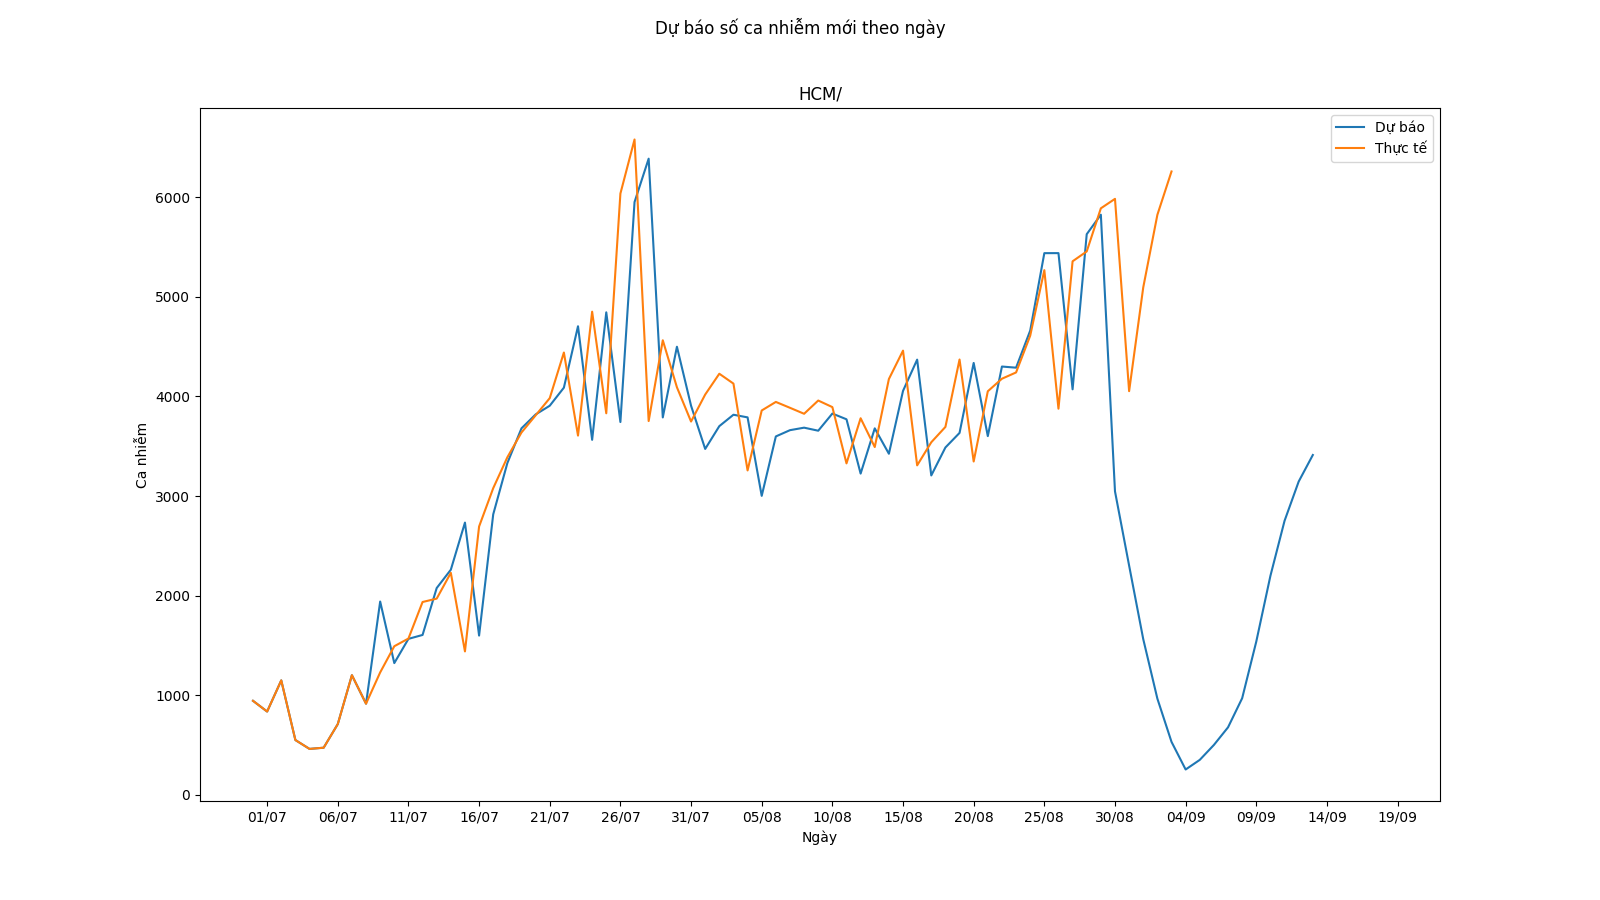 Dự báo số ca nhiễm mới theo ngày
HCM/
Dự báo
Thực tế
6000
5000
4000
3000
2000
1000
0
Ca nhiễm
01/07 06/07 11/07 16/07 21/07 26/07 31/07 05/08 10/08 15/08 20/08 25/08 30/08 04/09 09/09 14/09 19/09
Ngày